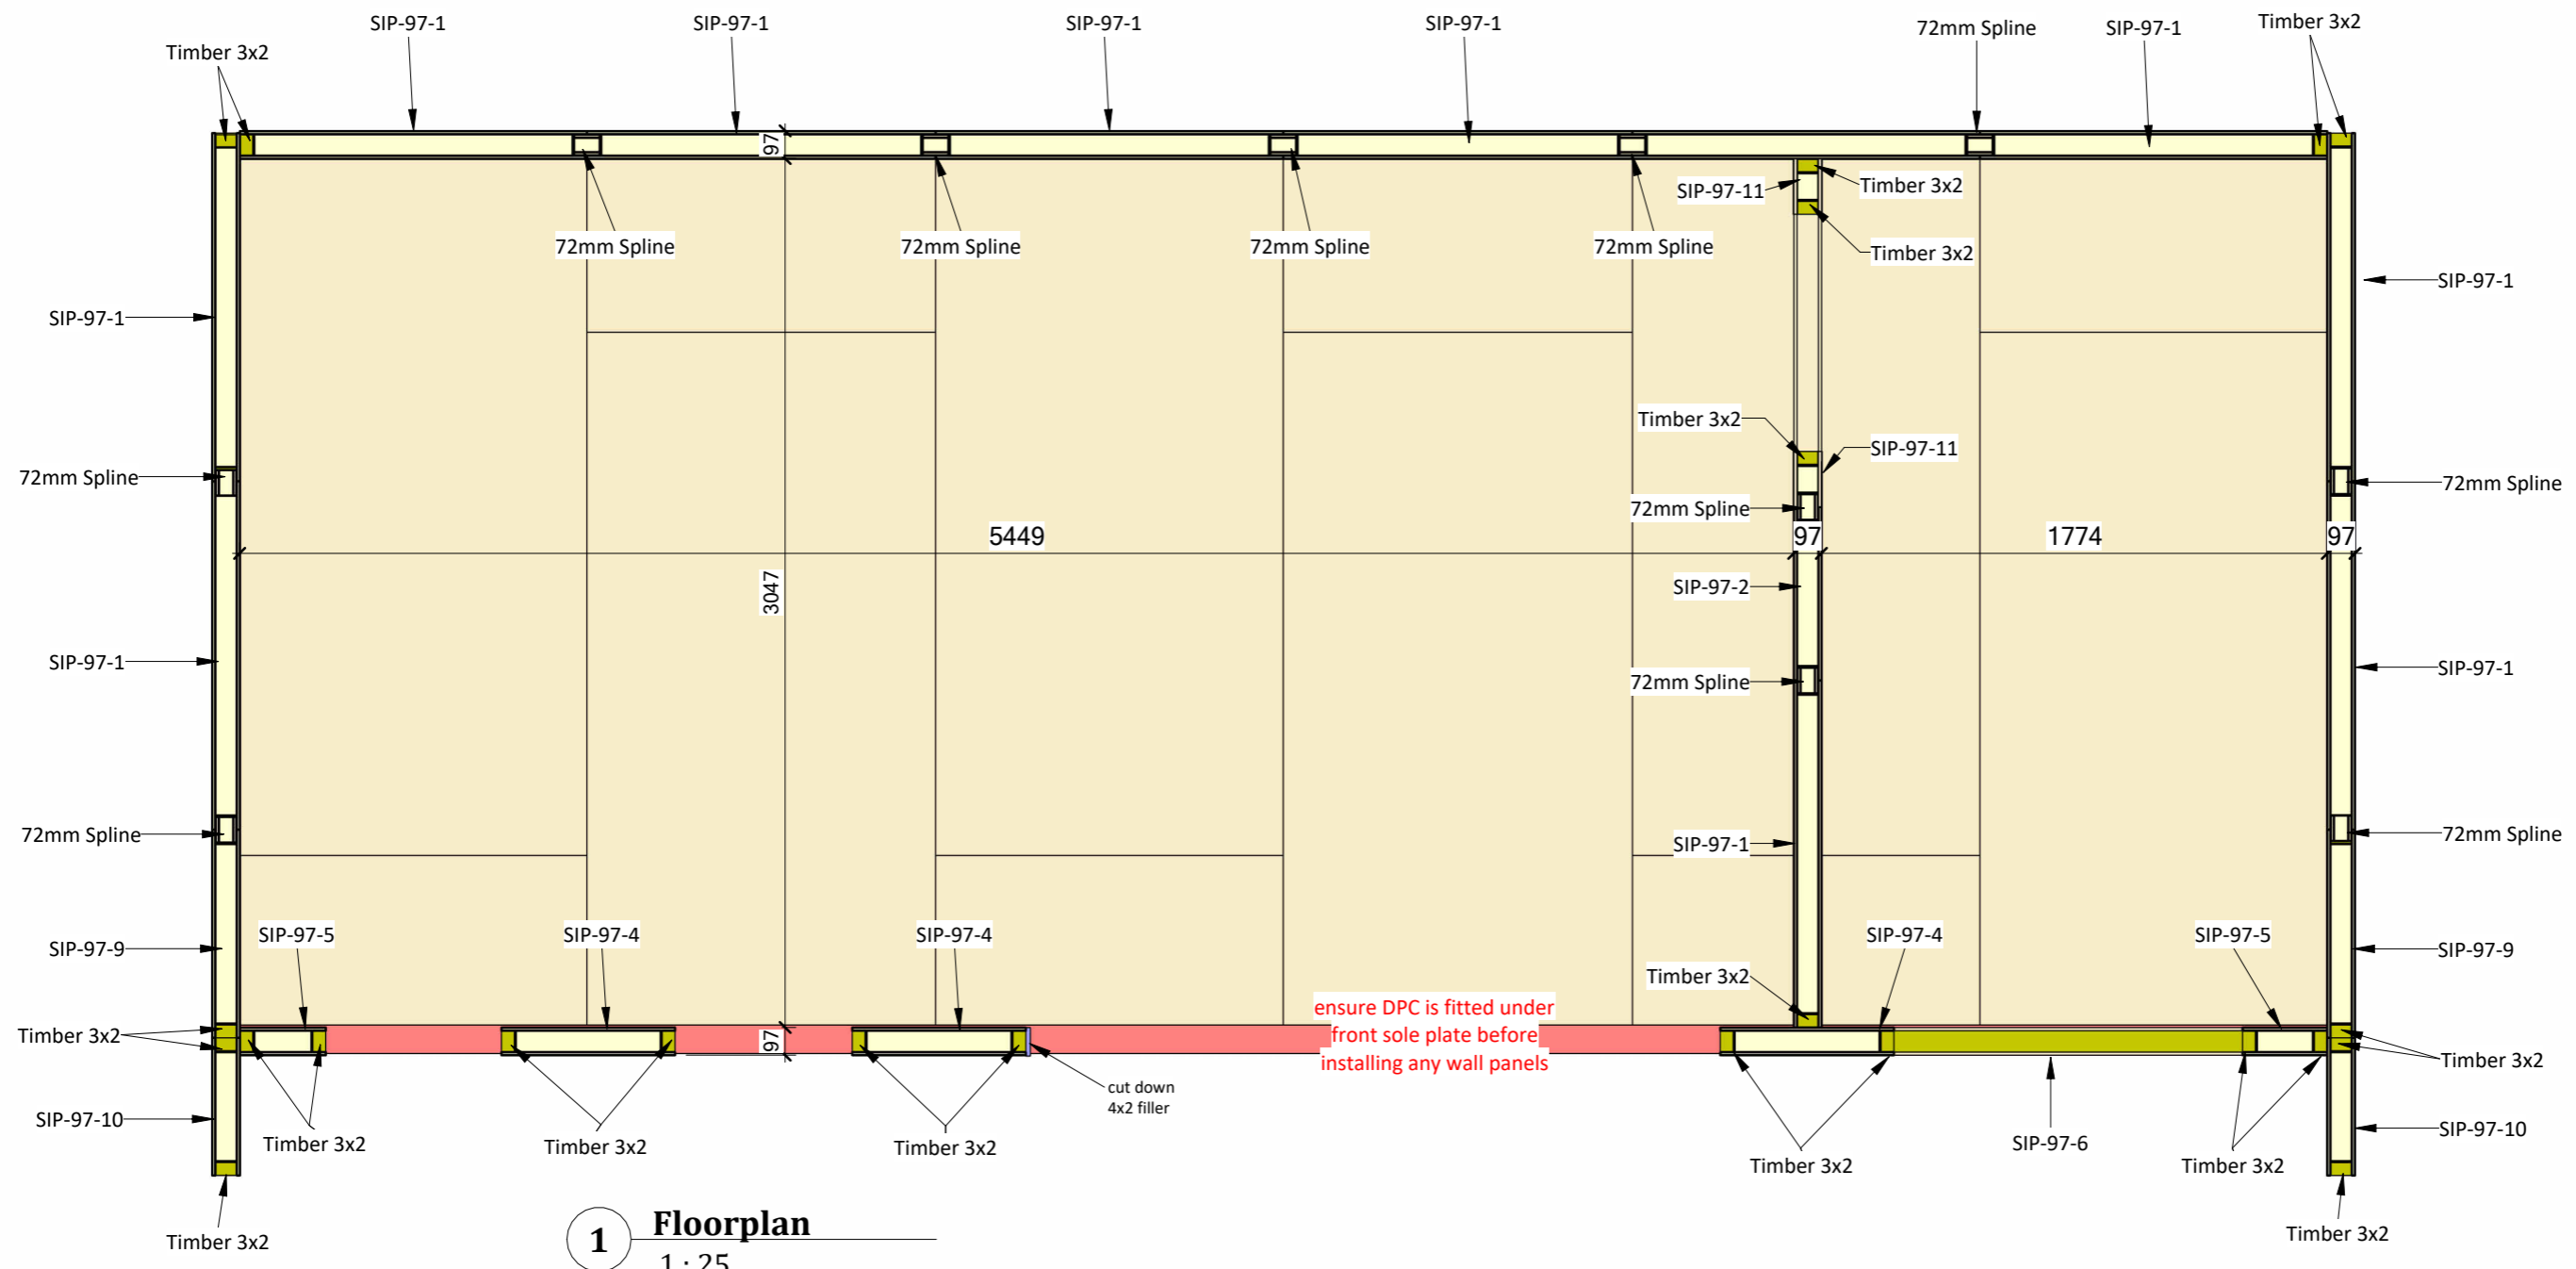 SIP-97-1
SIP-97-1
SIP-97-1
SIP-97-1
72mm Spline
SIP-97-1
Timber 3x2
Timber 3x2
97
SIP-97-11
Timber 3x2
72mm Spline
72mm Spline
72mm Spline
72mm Spline
Timber 3x2
SIP-97-1
SIP-97-1
Timber 3x2
SIP-97-11
72mm Spline
72mm Spline
72mm Spline
5449
97
1774
97
3047
SIP-97-2
SIP-97-1
SIP-97-1
72mm Spline
72mm Spline
72mm Spline
SIP-97-1
SIP-97-9
SIP-97-5
SIP-97-4
SIP-97-4
SIP-97-4
SIP-97-5
SIP-97-9
Timber 3x2
ensure DPC is fitted under
front sole plate before
installing any wall panels
Timber 3x2
97
Timber 3x2
cut down
4x2 filler
SIP-97-10
Timber 3x2
Timber 3x2
Timber 3x2
Timber 3x2
SIP-97-6
Timber 3x2
SIP-97-10
Timber 3x2
Timber 3x2
1
Floorplan
1 : 25